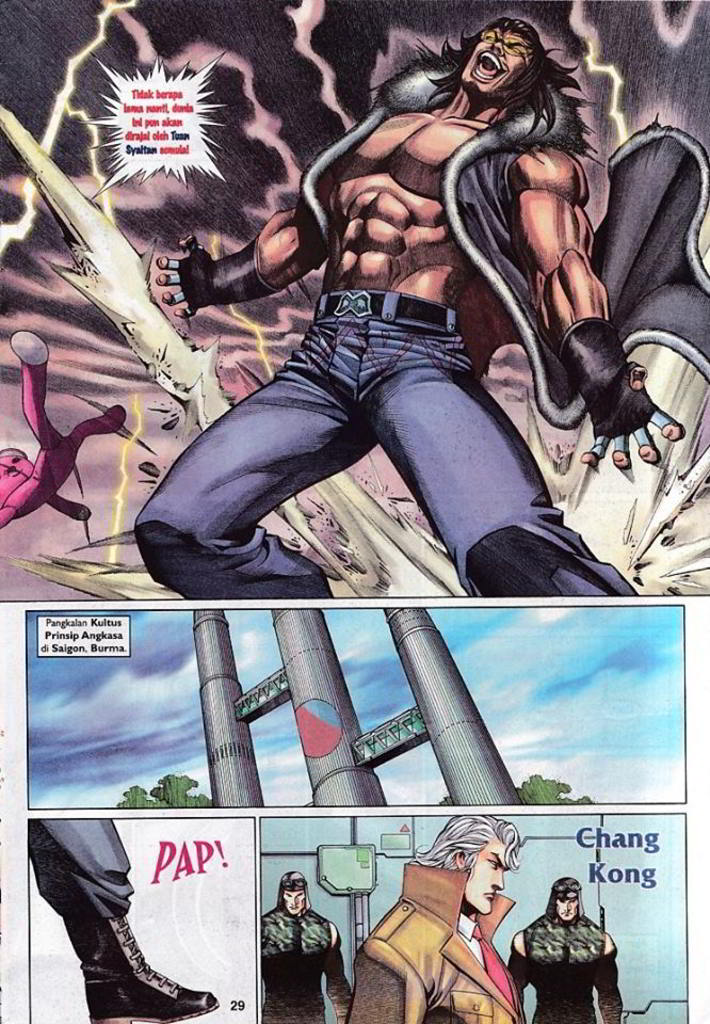 Tidak berapa
lama nanti, dunia
ini pun akan
dirajai oleh Tuan
Syaitan semula!
Pangkalan Kultus
Prinsip Angkasa
di Saigon, Burma.
PAP!
Chang
Kong
29